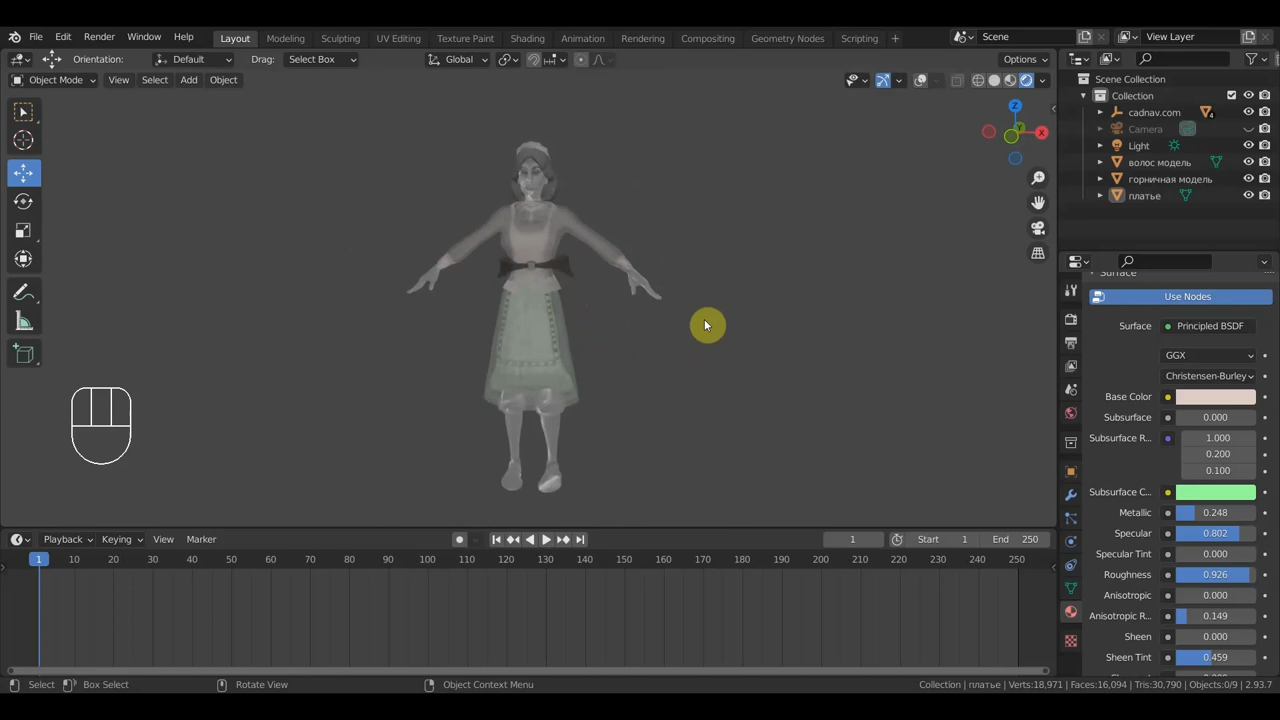 File Edit Render Window Help Layout Modeling Sculpting UV Editing Texture Paint Shading Animation Rendering Compositing Geometry Nodes Scripting + Scene View Layer
Orientation: Default Drag: Select Box Global Options
Object Mode View Select Add Object
Scene Collection
Collection
cadnav.com 4
Camera
Light
волос модель
горничная модель
платье
Z
X
Surface
Use Nodes
Surface Principled BSDF
GGX
Christensen-Burley
Base Color
Subsurface 0.000
Subsurface R... 1.000
0.200
0.100
Subsurface C...
Metallic 0.248
Specular 0.802
Specular Tint 0.000
Roughness 0.926
Anisotropic 0.000
Anisotropic R... 0.149
Sheen 0.000
Sheen Tint 0.459
Playback Keying View Marker 1 Start 1 End 250
1 10 20 30 40 50 60 70 80 90 100 110 120 130 140 150 160 170 180 190 200 210 220 230 240 250
Select Box Select Rotate View Object Context Menu Collection | платье | Verts:18,971 | Faces:16,094 | Tris:30,790 | Objects:0/9 | 2.93.7